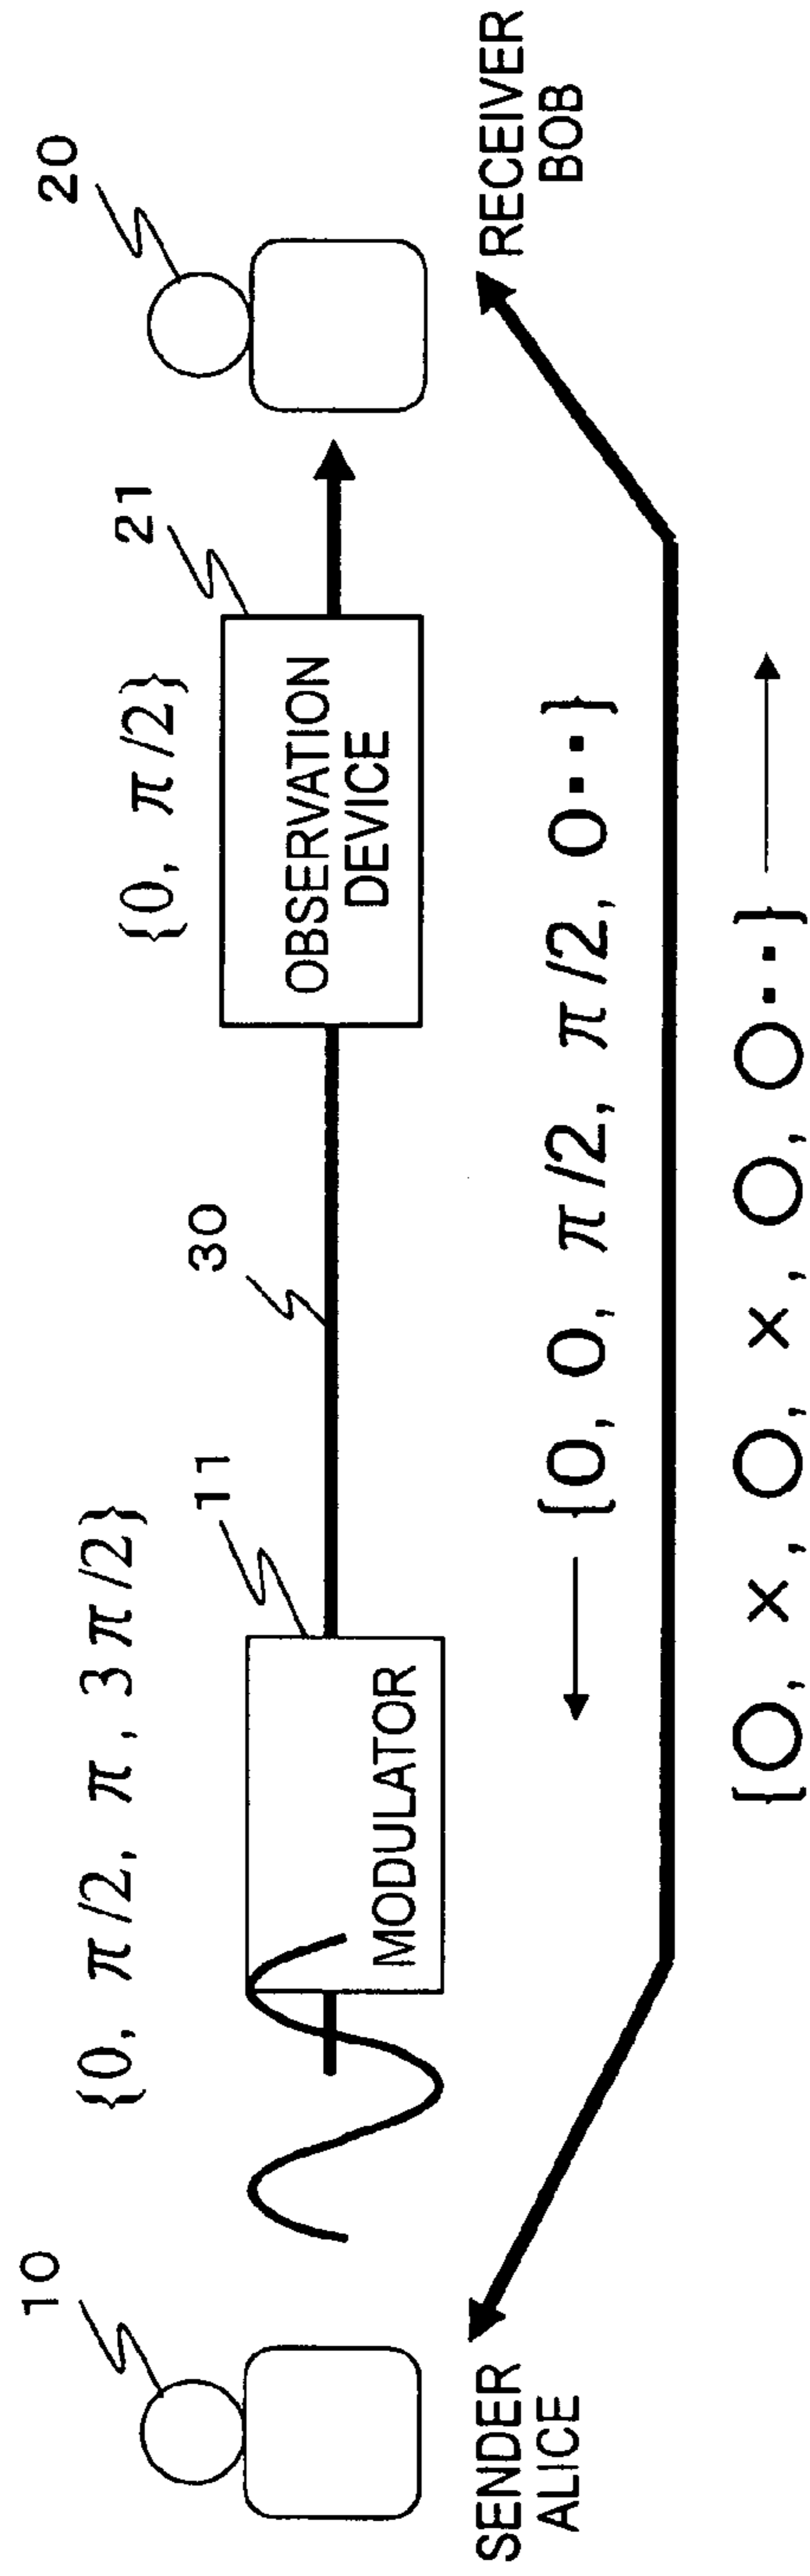 10
{0, π/2, π, 3π/2}
11
30
{0, π/2}
21
20
MODULATOR
OBSERVATION
DEVICE
SENDER
ALICE
RECEIVER
BOB
{0, 0, π/2, π/2, 0··}
{○, ×, ○, ×, ○, ○··}